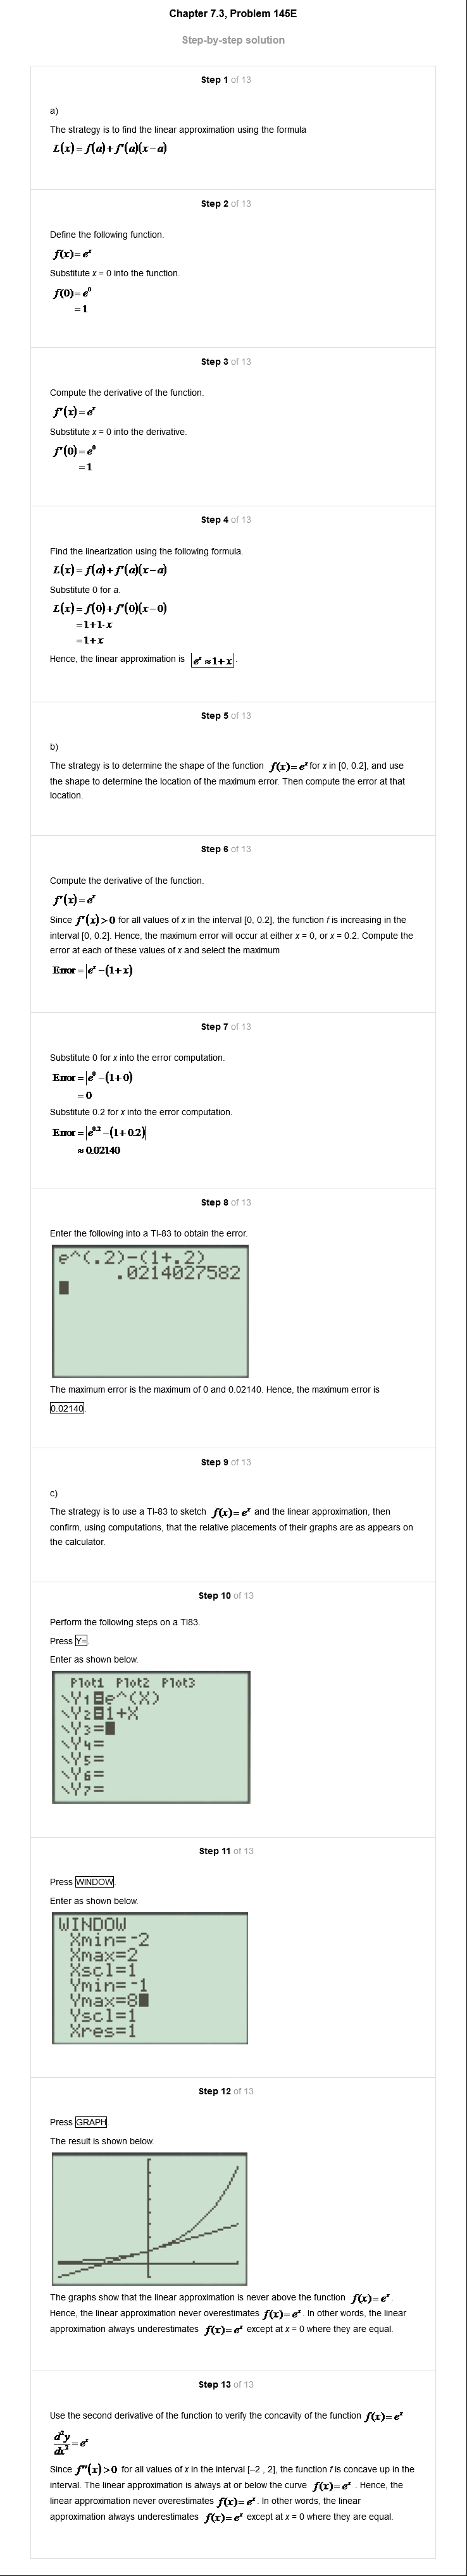 Chapter 7.3, Problem 145E
Step-by-step solution
Step 1 of 13
a)
The strategy is to find the linear approximation using the formula
L(x) = f(a) + f′(a)(x − a)
Step 2 of 13
Define the following function.
f(x) = e^x
Substitute x = 0 into the function.
f(0) = e^0
= 1
Step 3 of 13
Compute the derivative of the function.
f′(x) = e^x
Substitute x = 0 into the derivative.
f′(0) = e^0
= 1
Step 4 of 13
Find the linearization using the following formula.
L(x) = f(a) + f′(a)(x − a)
Substitute 0 for a.
L(x) = f(0) + f′(0)(x − 0)
= 1 + 1· x
= 1 + x
Hence, the linear approximation is e^x ≈ 1 + x.
Step 5 of 13
b)
The strategy is to determine the shape of the function f(x) = e^x for x in [0, 0.2], and use
the shape to determine the location of the maximum error. Then compute the error at that
location.
Step 6 of 13
Compute the derivative of the function.
f′(x) = e^x
Since f′(x) > 0 for all values of x in the interval [0, 0.2], the function f is increasing in the
interval [0, 0.2]. Hence, the maximum error will occur at either x = 0, or x = 0.2. Compute the
error at each of these values of x and select the maximum
Error = |e^x − (1 + x)
Step 7 of 13
Substitute 0 for x into the error computation.
Error = |e^0 − (1 + 0)
= 0
Substitute 0.2 for x into the error computation.
Error = |e^0.2 − (1 + 0.2)|
≈ 0.02140
Step 8 of 13
Enter the following into a TI-83 to obtain the error.
e^(.2)-(1+.2)
.0214027582
The maximum error is the maximum of 0 and 0.02140. Hence, the maximum error is
0.02140.
Step 9 of 13
c)
The strategy is to use a TI-83 to sketch f(x) = e^x and the linear approximation, then
confirm, using computations, that the relative placements of their graphs are as appears on
the calculator.
Step 10 of 13
Perform the following steps on a TI83.
Press Y=.
Enter as shown below.
Plot1 Plot2 Plot3
\Y1=e^(X)
\Y2=1+X
\Y3=
\Y4=
\Y5=
\Y6=
\Y7=
Step 11 of 13
Press WINDOW.
Enter as shown below.
WINDOW
Xmin=-2
Xmax=2
Xscl=1
Ymin=-1
Ymax=8
Yscl=1
Xres=1
Step 12 of 13
Press GRAPH.
The result is shown below.
The graphs show that the linear approximation is never above the function f(x) = e^x.
Hence, the linear approximation never overestimates f(x) = e^x. In other words, the linear
approximation always underestimates f(x) = e^x except at x = 0 where they are equal.
Step 13 of 13
Use the second derivative of the function to verify the concavity of the function f(x) = e^x
d²y/dx² = e^x
Since f″(x) > 0 for all values of x in the interval [–2 , 2], the function f is concave up in the
interval. The linear approximation is always at or below the curve f(x) = e^x . Hence, the
linear approximation never overestimates f(x) = e^x. In other words, the linear
approximation always underestimates f(x) = e^x except at x = 0 where they are equal.